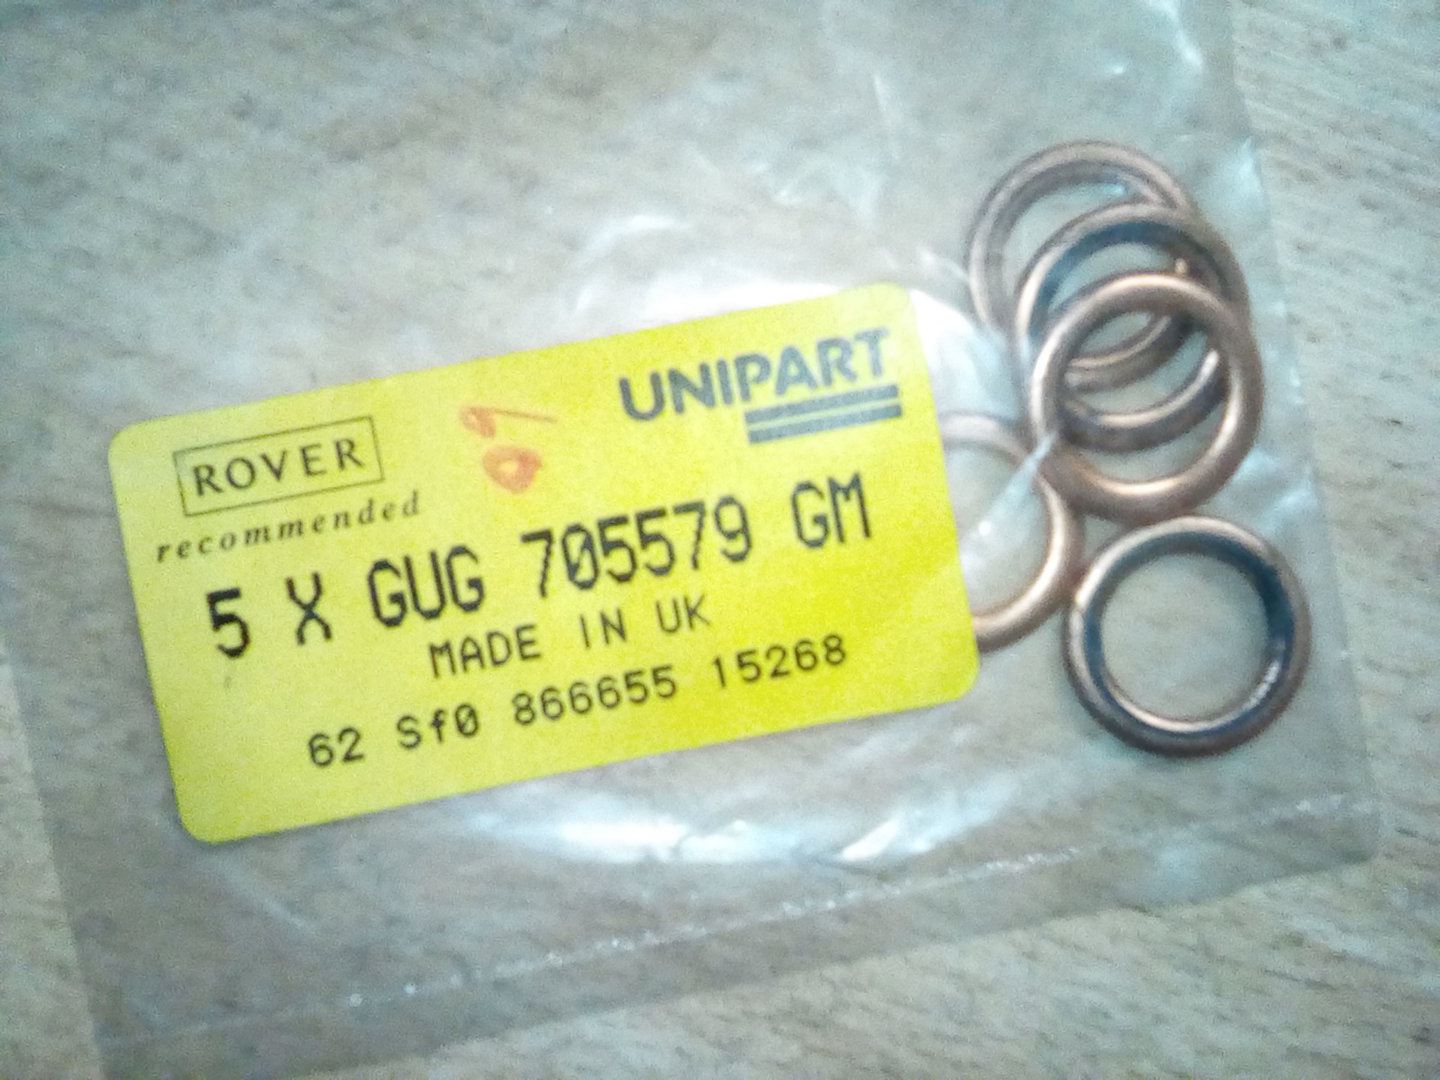 ROVER
recommended
UNIPART
5 X GUG 705579 GM
MADE IN UK
62 Sf0 866655 15268